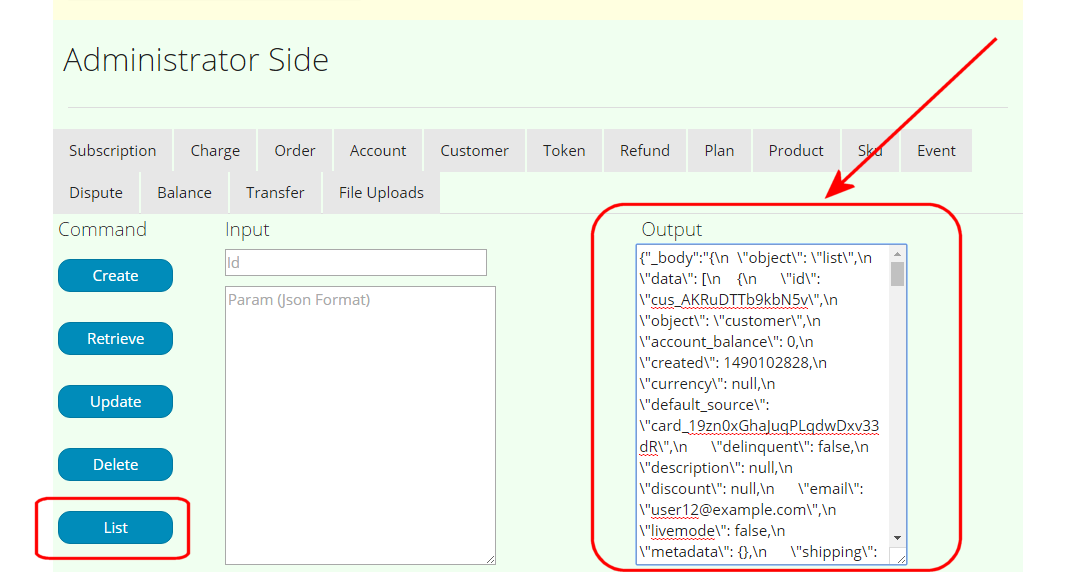 Administrator Side
Subscription Charge Order Account Customer Token Refund Plan Product Sku Event
Dispute Balance Transfer File Uploads
Command Input Output
Id
Param (Json Format)
Create
Retrieve
Update
Delete
List
{"_body":"{\n \"object\": \"list\",\n
\"data\": [\n {\n \"id\":
\"cus_AKRuDTTb9kbN5v\",\n
\"object\": \"customer\",\n
\"account_balance\": 0,\n
\"created\": 1490102828,\n
\"currency\": null,\n
\"default_source\":
\"card_19zn0xGhaJuqPLqdwDxv33
dR\",\n \"delinquent\": false,\n
\"description\": null,\n
\"discount\": null,\n \"email\":
\"user12@example.com\",\n
\"livemode\": false,\n
\"metadata\": {},\n \"shipping\":